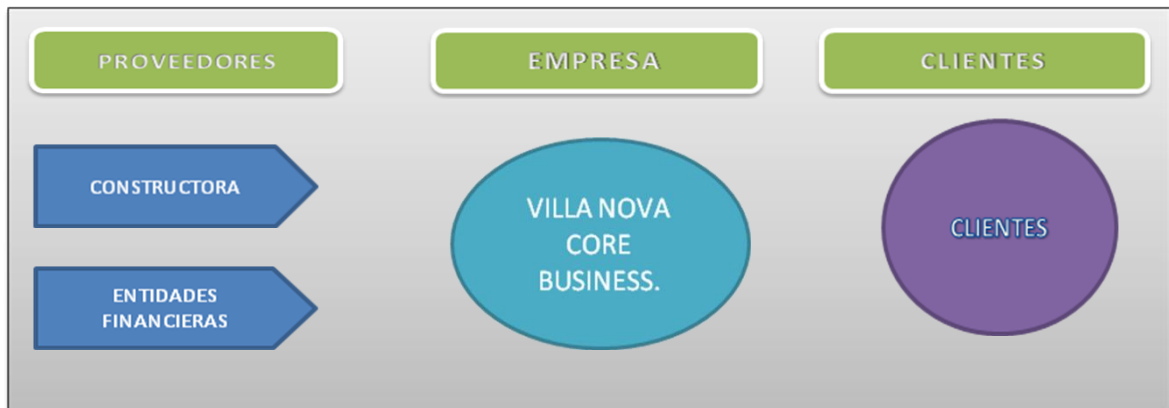 PROVEEDORES
EMPRESA
CLIENTES
CONSTRUCTORA
ENTIDADES
FINANCIERAS
VILLA NOVA
CORE
BUSINESS.
CLIENTES